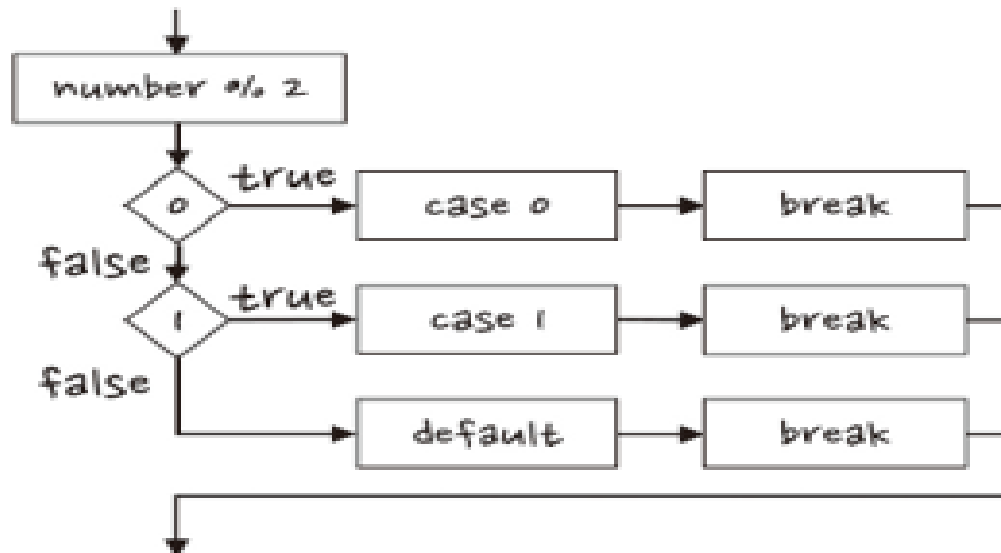 number % 2
0 true case 0 break
false
1 true case 1 break
false
default break